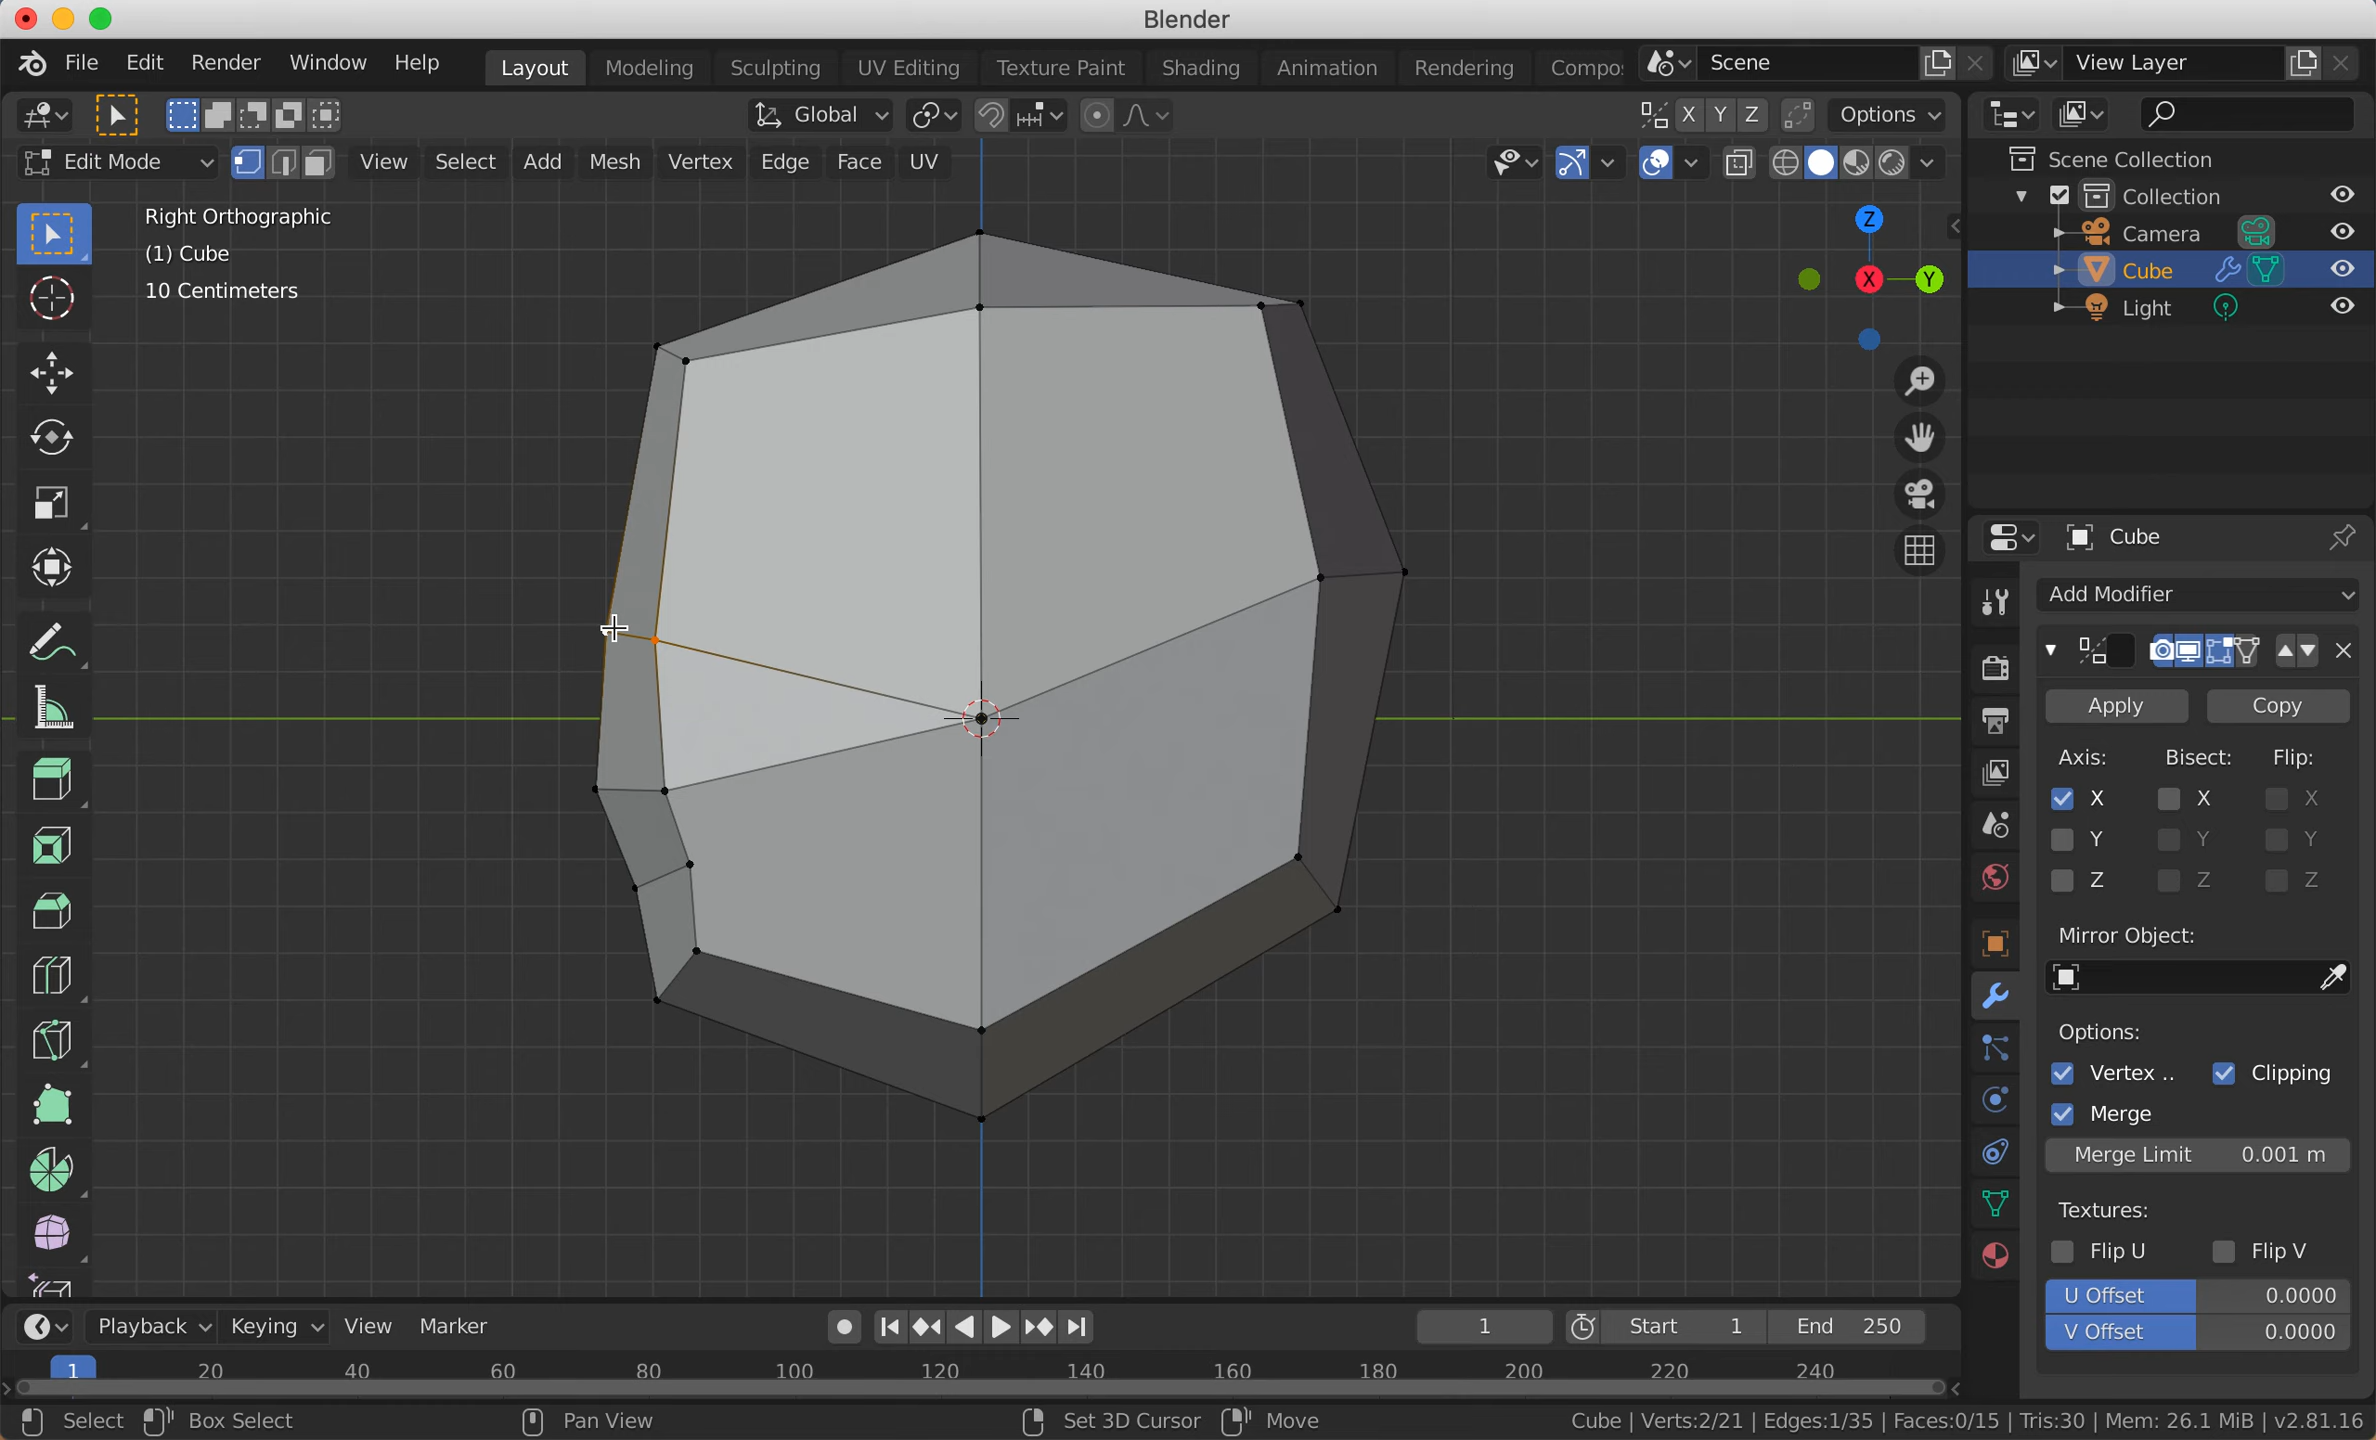 Blender
File Edit Render Window Help Layout Modeling Sculpting UV Editing Texture Paint Shading Animation Rendering Compo: Scene View Layer
Global X Y Z Options
Edit Mode View Select Add Mesh Vertex Edge Face UV
Right Orthographic
(1) Cube
10 Centimeters
Z
X
Y
Scene Collection
Collection
Camera
Cube
Light
Cube
Add Modifier
Apply Copy
Axis: Bisect: Flip:
X X X
Y Y Y
Z Z Z
Mirror Object:
Options:
Vertex .. Clipping
Merge
Merge Limit 0.001 m
Textures:
Flip U Flip V
U Offset 0.0000
V Offset 0.0000
Playback Keying View Marker 1 Start 1 End 250
1 20 40 60 80 100 120 140 160 180 200 220 240
Select Box Select Pan View Set 3D Cursor Move Cube | Verts:2/21 | Edges:1/35 | Faces:0/15 | Tris:30 | Mem: 26.1 MiB | v2.81.16